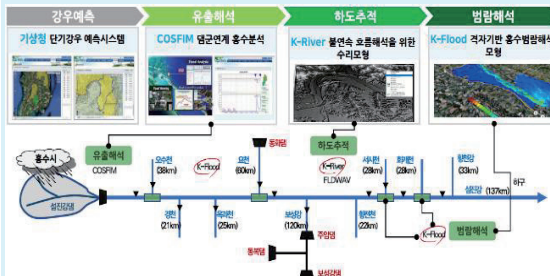 강우예측
유출해석
하도추적
범람해석
기상청 단기강우 예측시스템
COSFIM 댐군연계 홍수분석
K-River 불연속 흐름해석을 위한
수리모형
K-Flood 격자기반 홍수범람해석
모형
홍수시
섬진강댐
유출해석
COSFIM
오수천
(38km)
K-Flood
요천
(60km)
동화댐
하도추적
K-River
FLDWAV
서시천
(28km)
화개천
(28km)
횡천강
(33km)
섬진강 (137km)
하구
경천
(21km)
옥과천
(25km)
보성강
(120km)
주암댐
동복댐
보성강댐
황전천
(22km)
K-Flood
범람해석